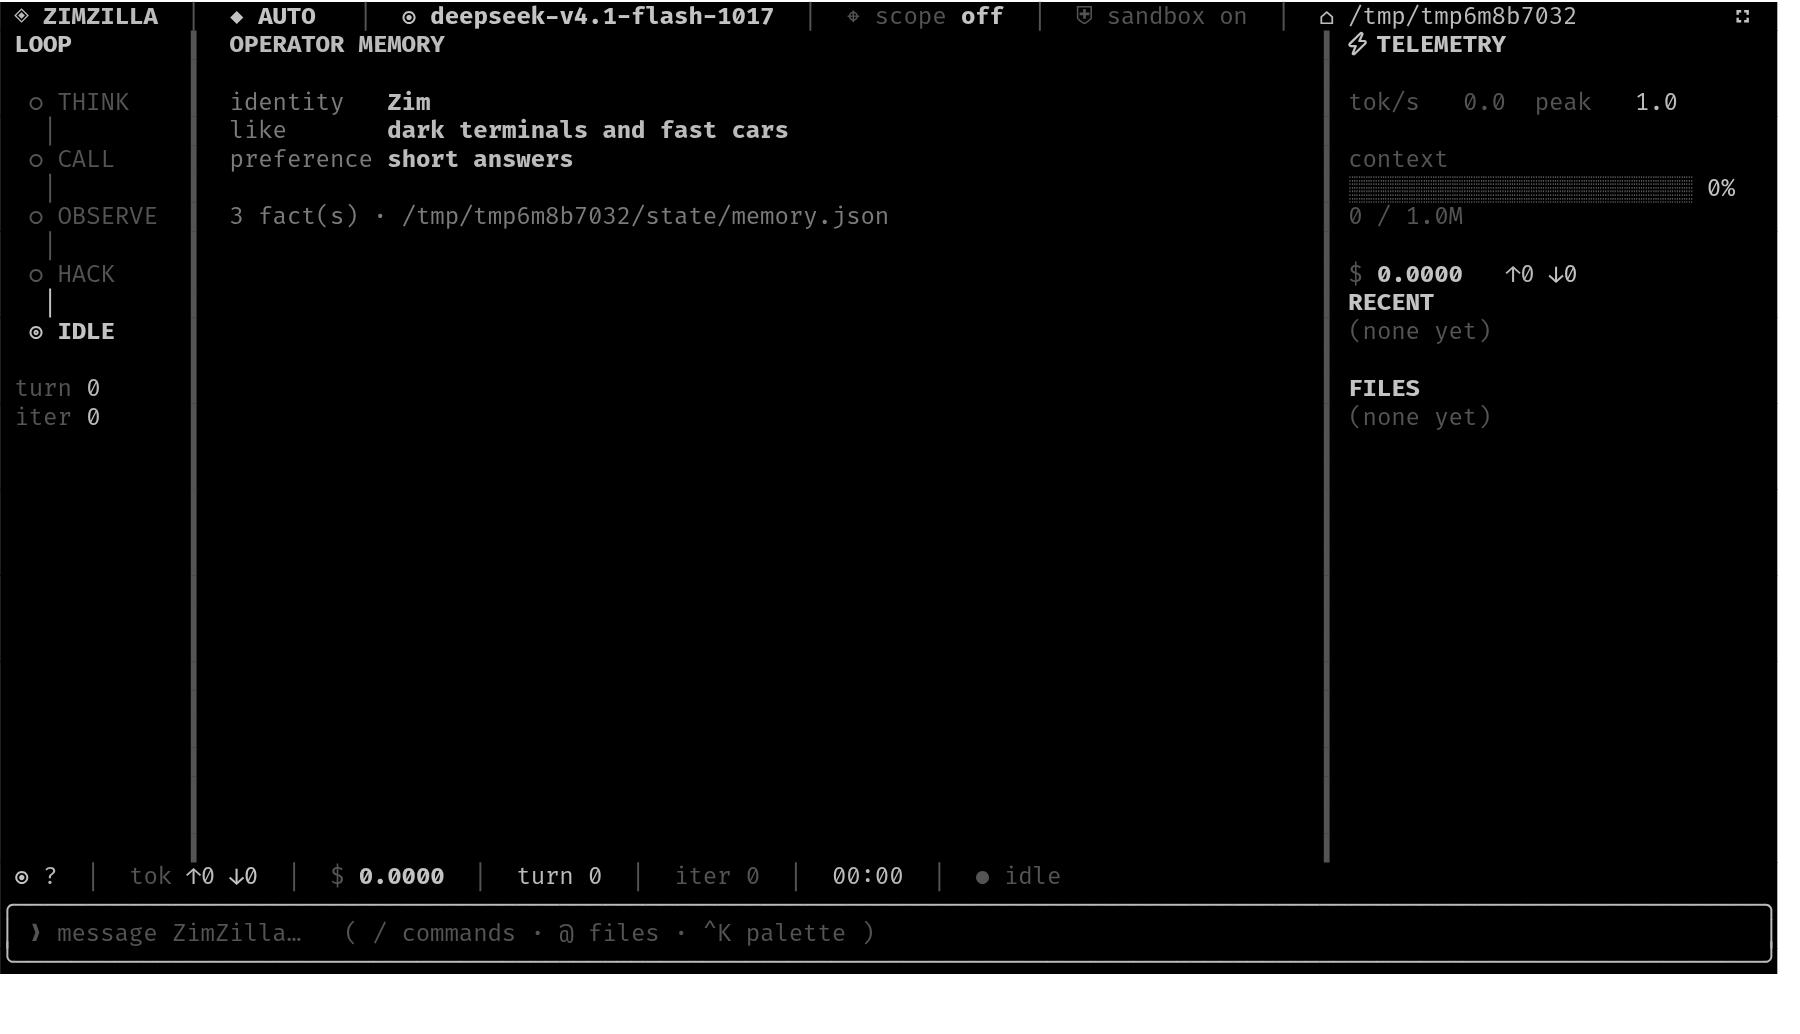 ◈ ZIMZILLA │ ◆ AUTO │ ⊙ deepseek-v4.1-flash-1017 │ ⌖ scope off │ ⛨ sandbox on │ ⌂ /tmp/tmp6m8b7032 ⛶
LOOP
○ THINK
│
○ CALL
│
○ OBSERVE
│
○ HACK
│
◎ IDLE
turn 0
iter 0
OPERATOR MEMORY
identity Zim
like dark terminals and fast cars
preference short answers
3 fact(s) · /tmp/tmp6m8b7032/state/memory.json
⚡ TELEMETRY
tok/s 0.0 peak 1.0
context
0%
0 / 1.0M
$ 0.0000 ↑0 ↓0
RECENT
(none yet)
FILES
(none yet)
⊙ ? │ tok ↑0 ↓0 │ $ 0.0000 │ turn 0 │ iter 0 │ 00:00 │ ● idle
❫ message ZimZilla… ( / commands · @ files · ^K palette )